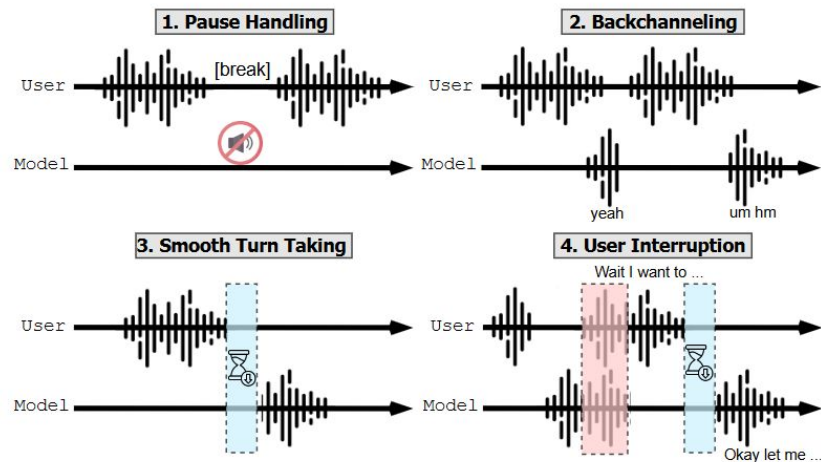 1. Pause Handling
User
[break]
Model
2. Backchanneling
User
Model
yeah
um hm
3. Smooth Turn Taking
User
Model
4. User Interruption
Wait I want to ...
User
Model
Okay let me ...